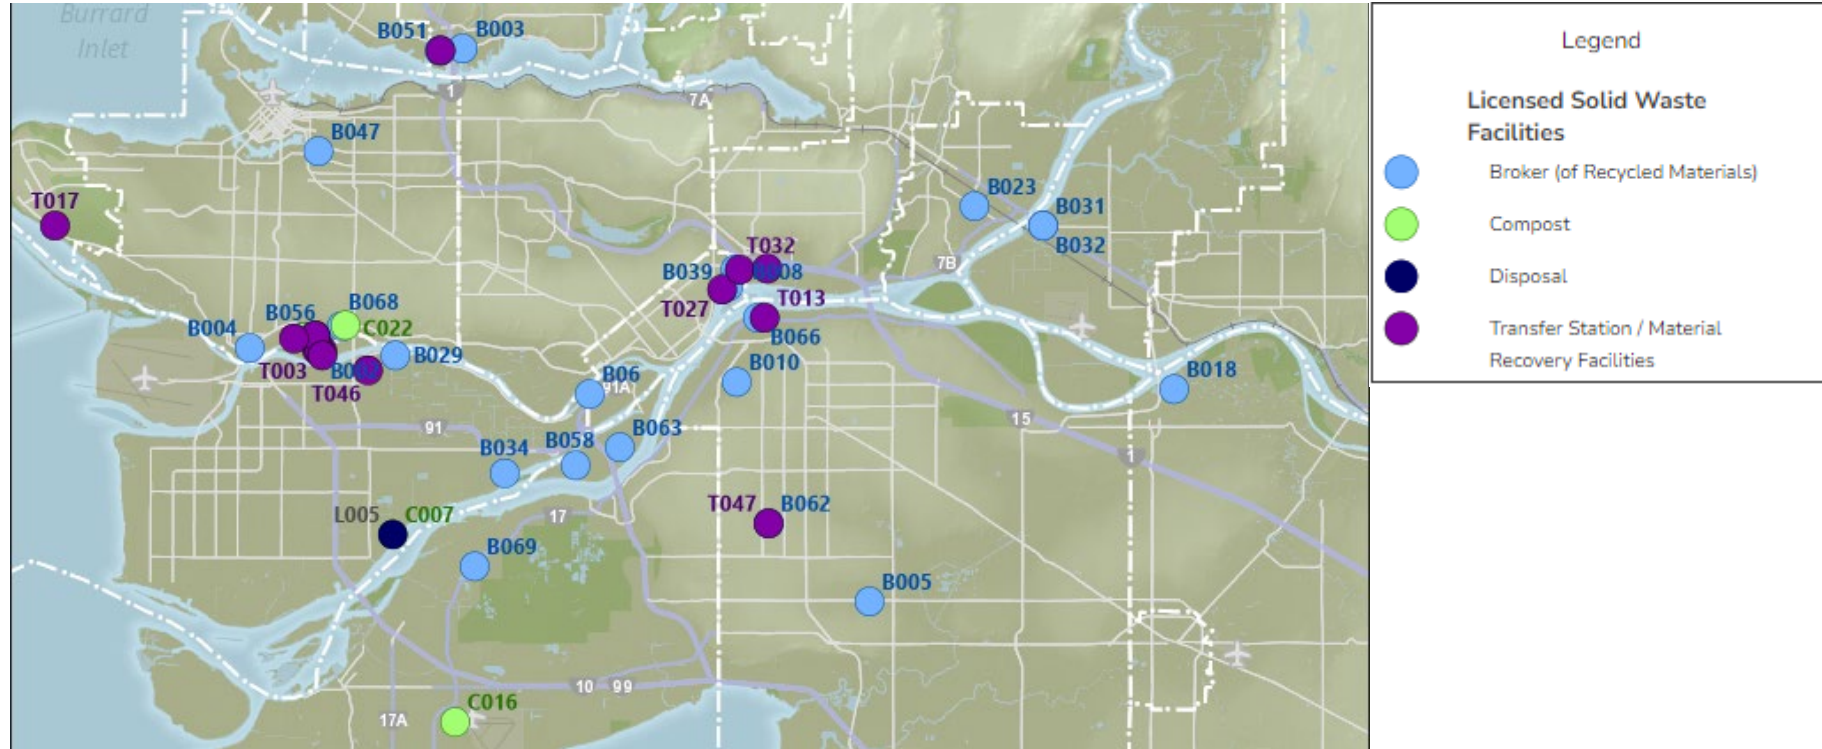 Burrard
Inlet
B051
B003
1
7A
B047
T017
B023
B031
B032
T032
B039
B008
7B
T027
T013
B066
B068
B056
C022
B004
B029
T003
T046
B010
B06
91A
B018
91
B034
B058
B063
15
1
T047
B062
L005
C007
17
B069
B005
10
99
C016
17A
Legend
Licensed Solid Waste
Facilities
Broker (of Recycled Materials)
Compost
Disposal
Transfer Station / Material
Recovery Facilities